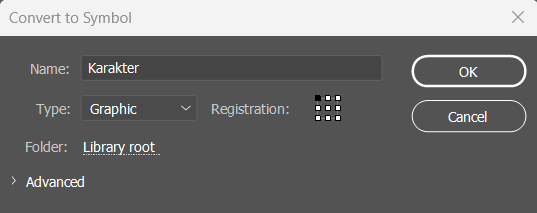 Convert to Symbol
Name: Karakter
OK
Type: Graphic Registration:
Cancel
Folder: Library root
Advanced